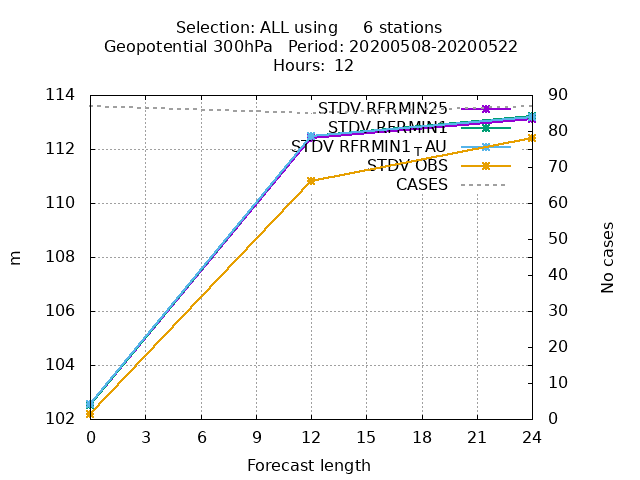 Selection: ALL using     6 stations
Geopotential 300hPa   Period: 20200508-20200522
Hours:  12
114
112
110
108
106
104
102
m
90
80
70
60
50
40
30
20
10
0
No cases
STDV RFRMIN25
STDV RFRMIN1
STDV RFRMIN1_AU
STDV OBS
CASES
0 3 6 9 12 15 18 21 24
Forecast length